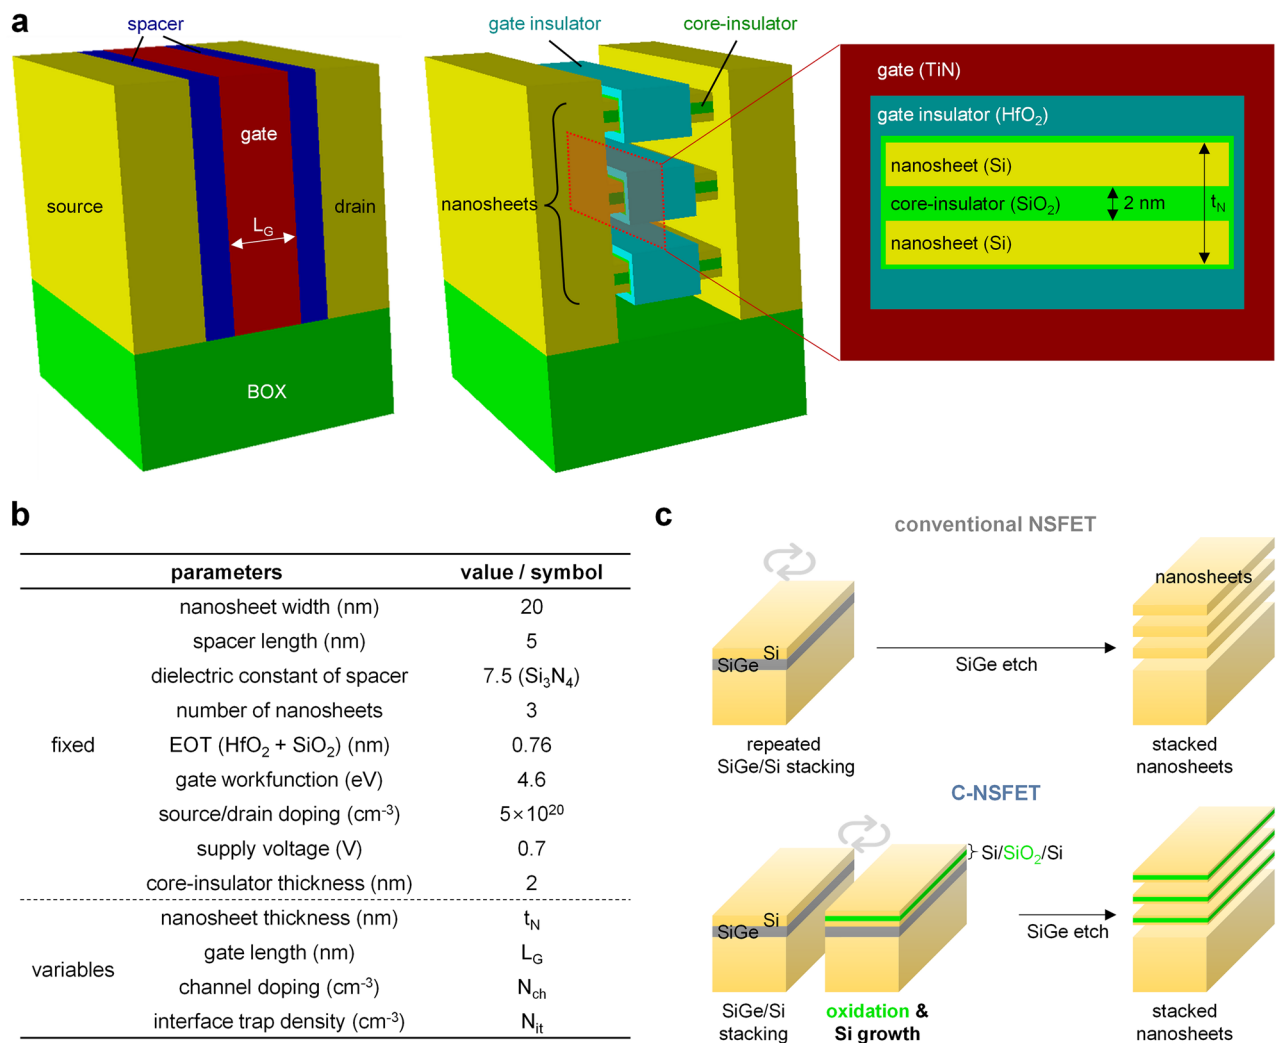 a
spacer
gate
source
drain
L_G
BOX
gate insulator
core-insulator
nanosheets
gate (TiN)
gate insulator (HfO₂)
nanosheet (Si)
core-insulator (SiO₂)
2 nm
t_N
nanosheet (Si)
b
parameters value / symbol
nanosheet width (nm) 20
spacer length (nm) 5
dielectric constant of spacer 7.5 (Si₃N₄)
number of nanosheets 3
fixed EOT (HfO₂ + SiO₂) (nm) 0.76
gate workfunction (eV) 4.6
source/drain doping (cm⁻³) 5×10²⁰
supply voltage (V) 0.7
core-insulator thickness (nm) 2
nanosheet thickness (nm) t_N
gate length (nm) L_G
variables
channel doping (cm⁻³) N_ch
interface trap density (cm⁻³) N_it
c
conventional NSFET
Si
SiGe
repeated
SiGe/Si stacking
SiGe etch
nanosheets
stacked
nanosheets
C-NSFET
Si
SiGe
SiGe/Si
stacking
oxidation &
Si growth
Si/SiO₂/Si
SiGe etch
stacked
nanosheets